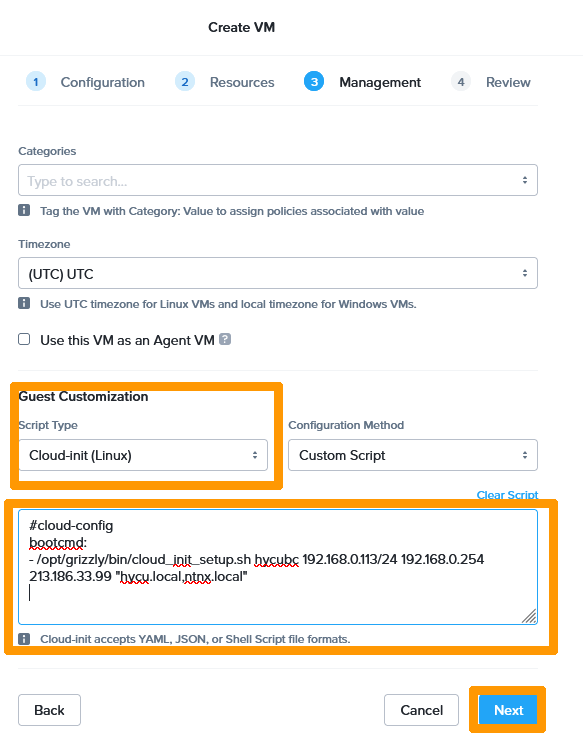 Create VM
1 Configuration 2 Resources 3 Management 4 Review
Categories
Type to search...
Tag the VM with Category: Value to assign policies associated with value
Timezone
(UTC) UTC
Use UTC timezone for Linux VMs and local timezone for Windows VMs.
Use this VM as an Agent VM ?
Guest Customization
Script Type Configuration Method
Cloud-init (Linux) Custom Script
Clear Script
#cloud-config
bootcmd:
- /opt/grizzly/bin/cloud_init_setup.sh hycubc 192.168.0.113/24 192.168.0.254
213.186.33.99 "hycu.local,ntnx.local"
Cloud-init accepts YAML, JSON, or Shell Script file formats.
Back Cancel Next